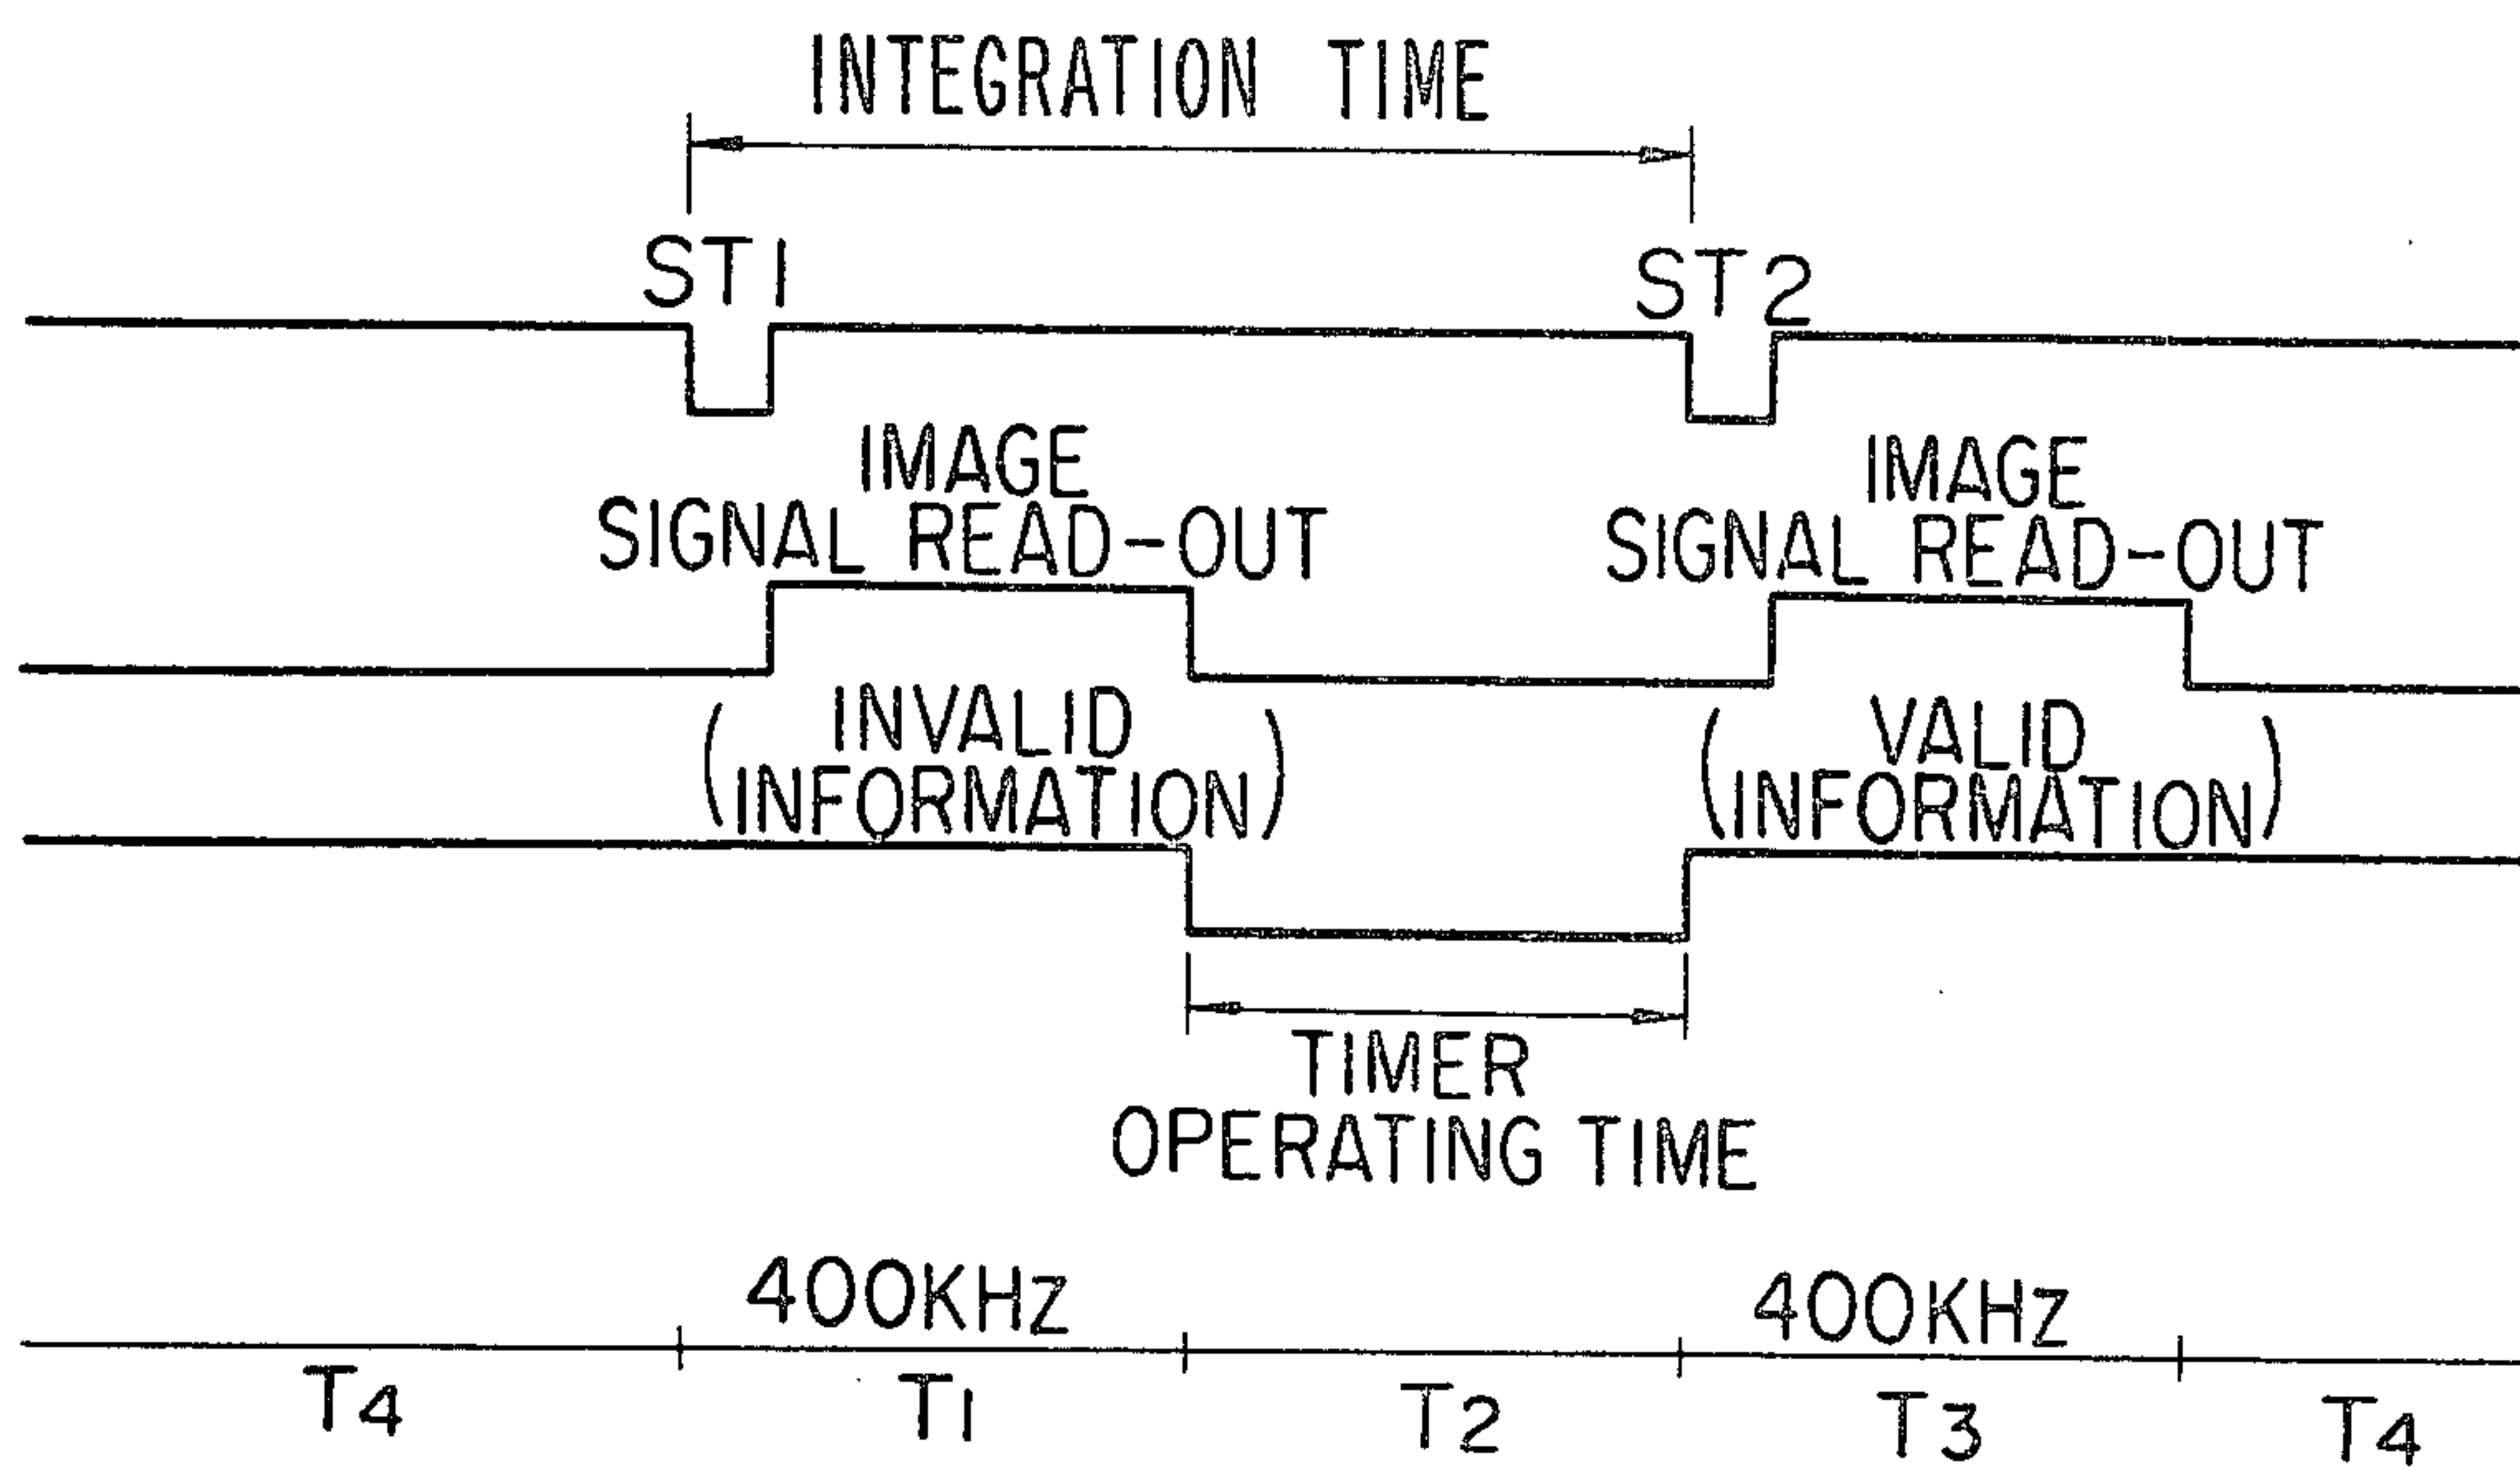 INTEGRATION TIME
ST1
ST2
IMAGE
SIGNAL READ-OUT
(INVALID
INFORMATION)
IMAGE
SIGNAL READ-OUT
(VALID
INFORMATION)
TIMER
OPERATING TIME
400KHZ
400KHZ
T4
T1
T2
T3
T4